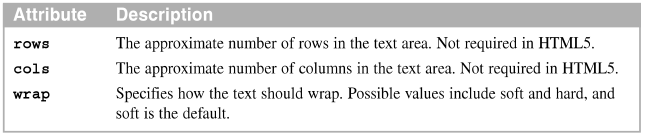 Attribute Description
rows The approximate number of rows in the text area. Not required in HTML5.
cols The approximate number of columns in the text area. Not required in HTML5.
wrap Specifies how the text should wrap. Possible values include soft and hard, and
soft is the default.